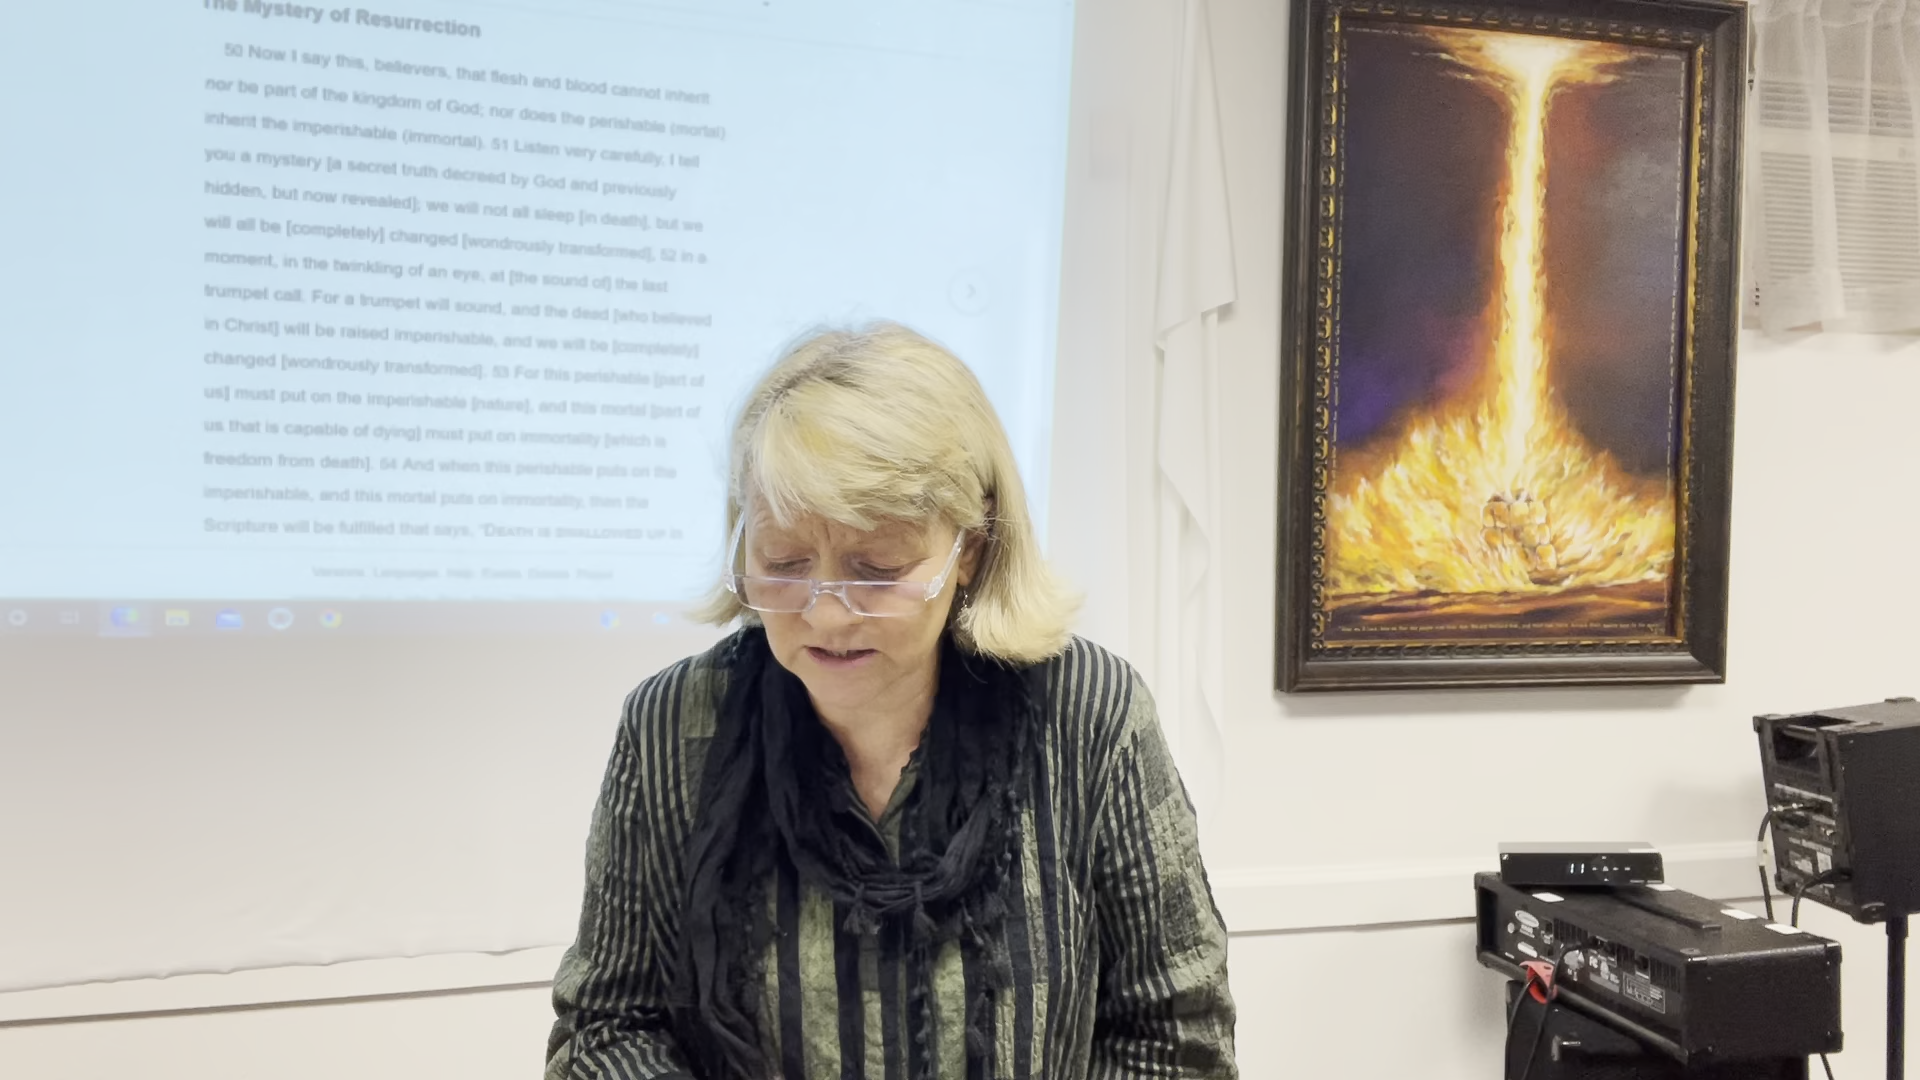 The Mystery of Resurrection
50 Now I say this, believers, that flesh and blood cannot inherit
nor be part of the kingdom of God; nor does the perishable (mortal)
inherit the imperishable (immortal). 51 Listen very carefully, I tell
you a mystery [a secret truth decreed by God and previously
hidden, but now revealed]; we will not all sleep [in death], but we
will all be [completely] changed [wondrously transformed], 52 in a
moment, in the twinkling of an eye, at [the sound of] the last
trumpet call. For a trumpet will sound, and the dead [who believed
in Christ] will be raised imperishable, and we will be [completely]
changed [wondrously transformed]. 53 For this perishable [part of
us] must put on the imperishable [nature], and this mortal [part of
us that is capable of dying] must put on immortality [which is
freedom from death]. 54 And when this perishable puts on the
imperishable, and this mortal puts on immortality, then the
Scripture will be fulfilled that says, "DEATH IS SWALLOWED UP in
11